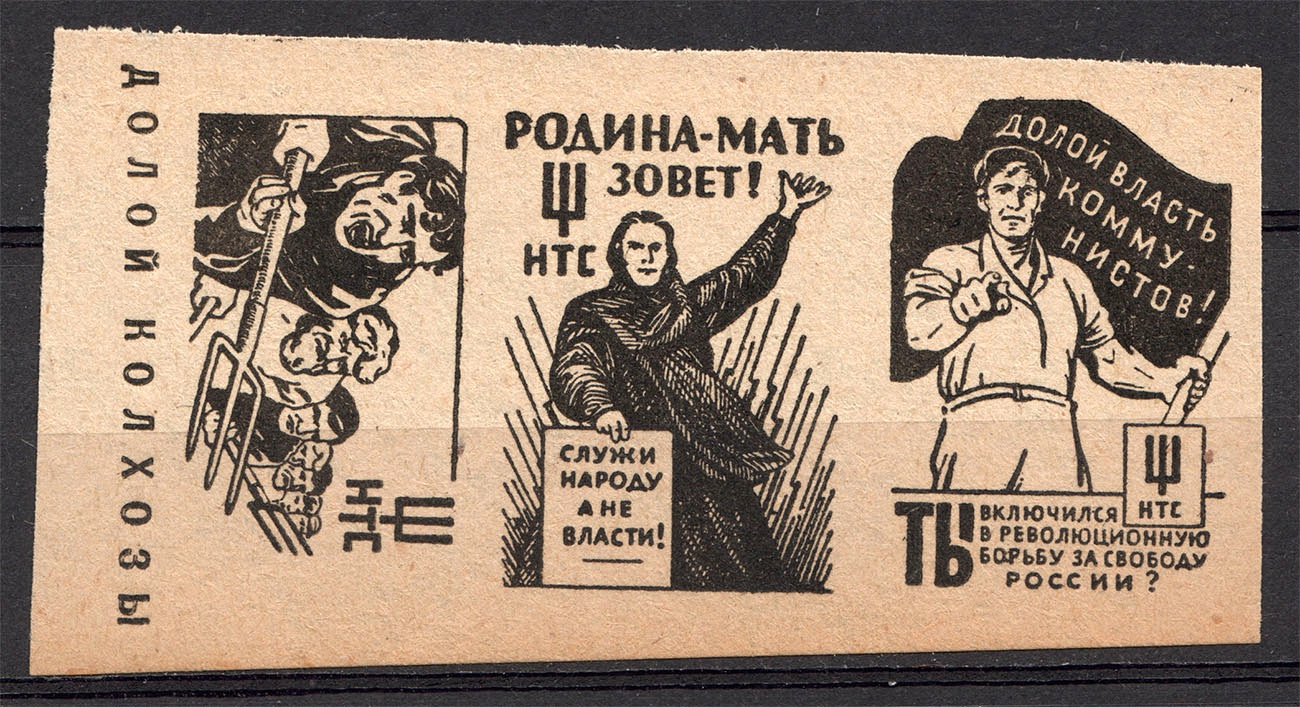 ДОЛОЙ КОЛХОЗЫ
НТС
РОДИНА-МАТЬ
ЗОВЕТ!
НТС
СЛУЖИ
НАРОДУ
А НЕ
ВЛАСТИ!
ДОЛОЙ ВЛАСТЬ
КОММУ-
НИСТОВ!
НТС
ТЫ ВКЛЮЧИЛСЯ
В РЕВОЛЮЦИОННУЮ
БОРЬБУ ЗА СВОБОДУ
РОССИИ?